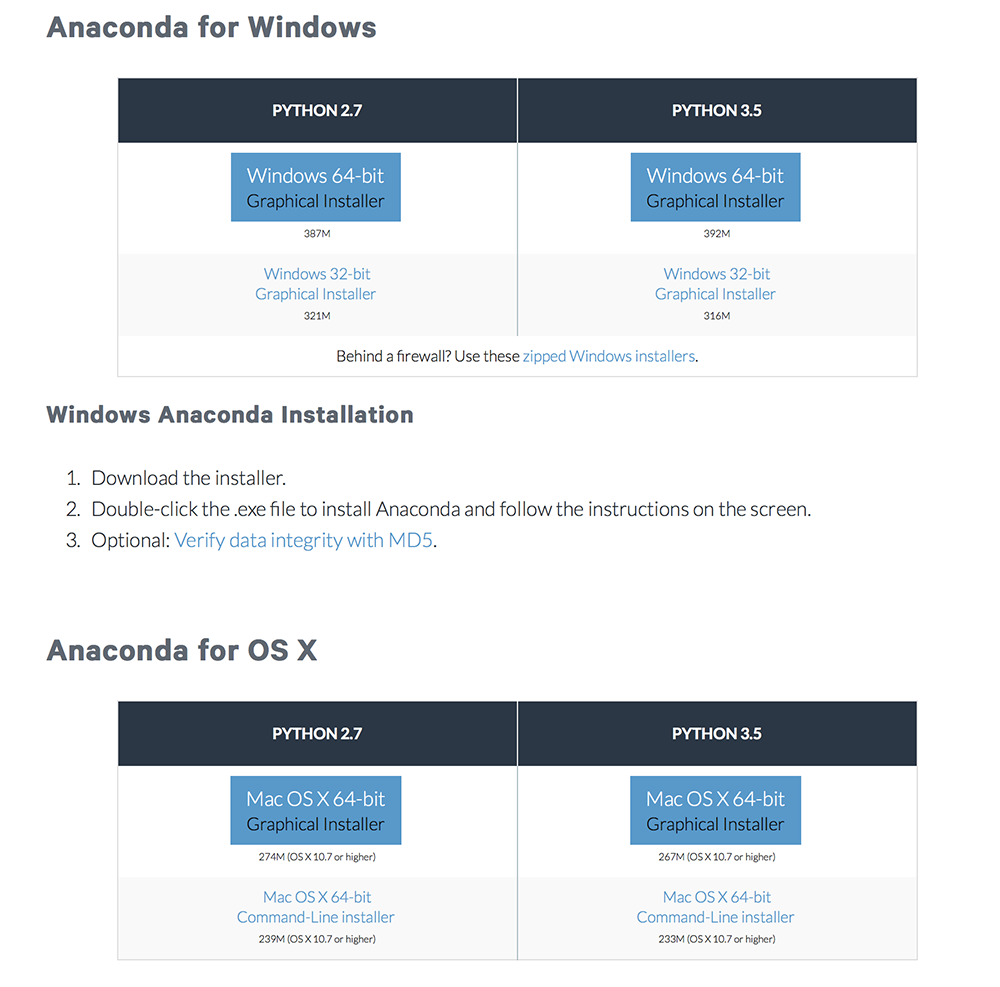 Anaconda for Windows
PYTHON 2.7
PYTHON 3.5
Windows 64-bit
Graphical Installer
387M
Windows 64-bit
Graphical Installer
392M
Windows 32-bit
Graphical Installer
321M
Windows 32-bit
Graphical Installer
316M
Behind a firewall? Use these zipped Windows installers.
Windows Anaconda Installation
1. Download the installer.
2. Double-click the .exe file to install Anaconda and follow the instructions on the screen.
3. Optional: Verify data integrity with MD5.
Anaconda for OS X
PYTHON 2.7
PYTHON 3.5
Mac OS X 64-bit
Graphical Installer
274M (OS X 10.7 or higher)
Mac OS X 64-bit
Graphical Installer
267M (OS X 10.7 or higher)
Mac OS X 64-bit
Command-Line installer
239M (OS X 10.7 or higher)
Mac OS X 64-bit
Command-Line installer
233M (OS X 10.7 or higher)